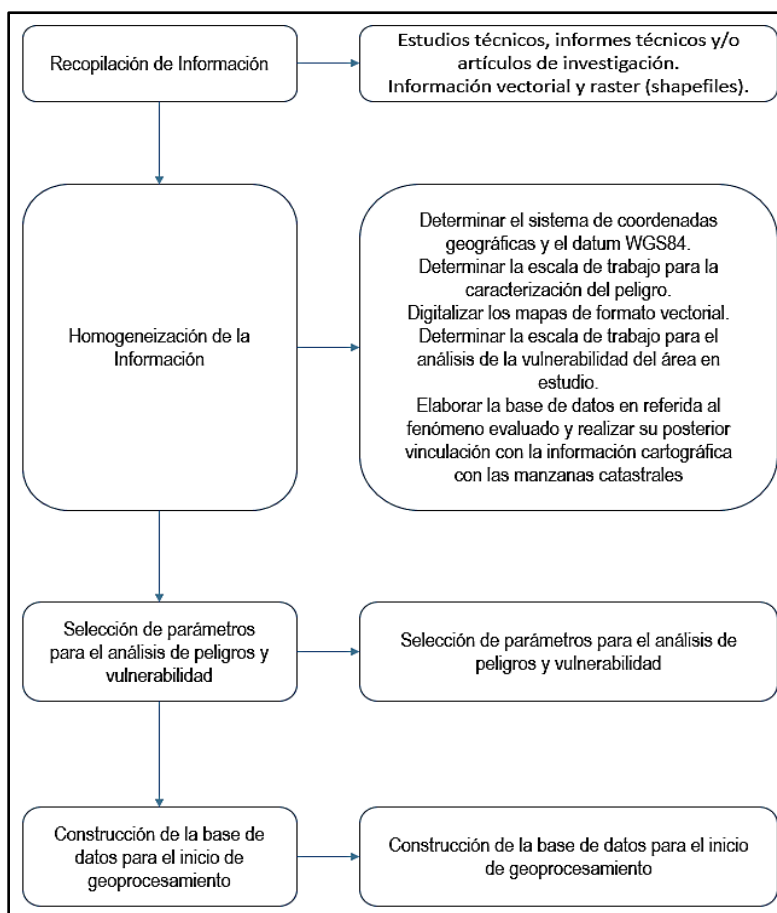 Recopilación de Información
Estudios técnicos, informes técnicos y/o
artículos de investigación.
Información vectorial y raster (shapefiles).
Homogeneización de la
Información
Determinar el sistema de coordenadas
geográficas y el datum WGS84.
Determinar la escala de trabajo para la
caracterización del peligro.
Digitalizar los mapas de formato vectorial.
Determinar la escala de trabajo para el
análisis de la vulnerabilidad del área en
estudio.
Elaborar la base de datos en referida al
fenómeno evaluado y realizar su posterior
vinculación con la información cartográfica
con las manzanas catastrales
Selección de parámetros
para el análisis de peligros y
vulnerabilidad
Selección de parámetros para el análisis de
peligros y vulnerabilidad
Construcción de la base de
datos para el inicio de
geoprocesamiento
Construcción de la base de datos para el inicio
de geoprocesamiento